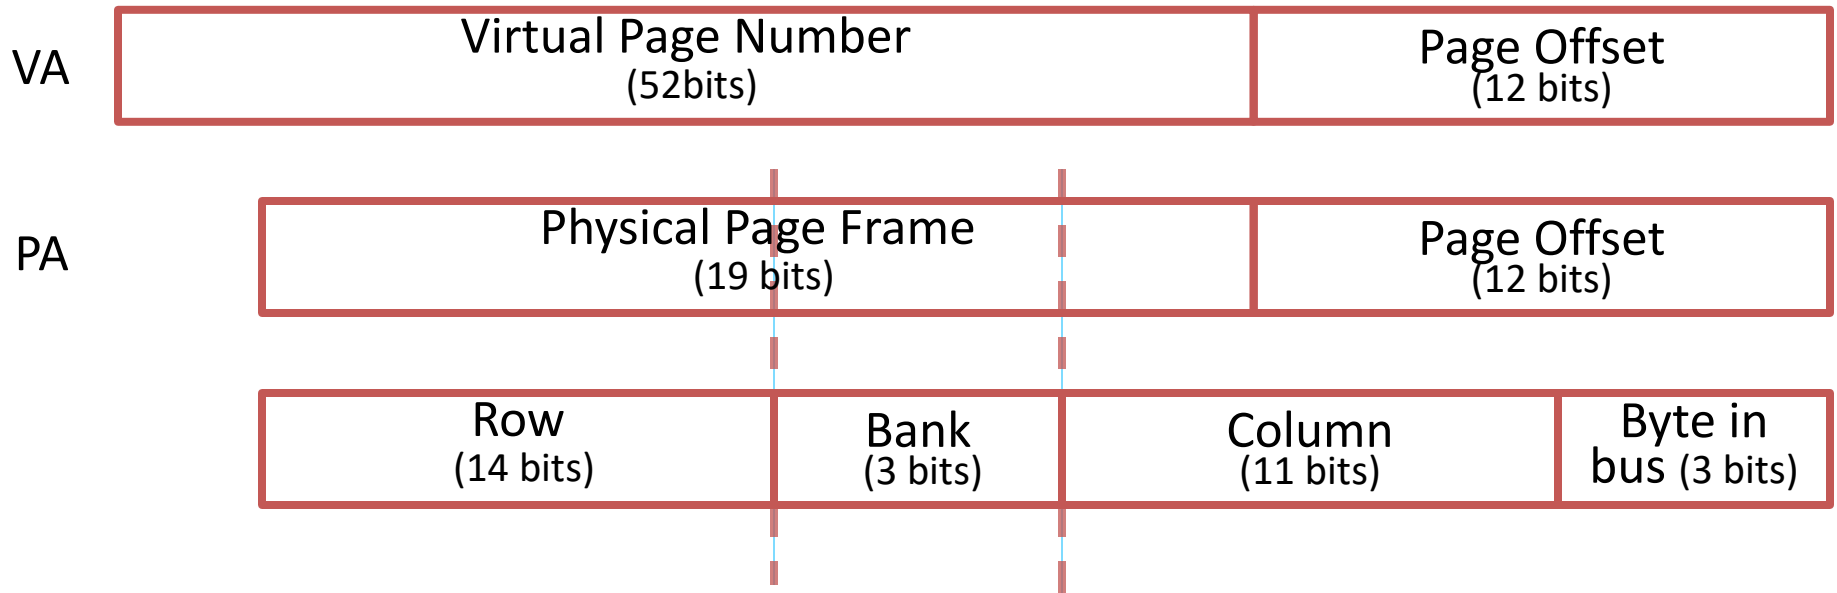 VA
Virtual Page Number
(52bits)
Page Offset
(12 bits)
PA
Physical Page Frame
(19 bits)
Page Offset
(12 bits)
Row
(14 bits)
Bank
(3 bits)
Column
(11 bits)
Byte in
bus (3 bits)